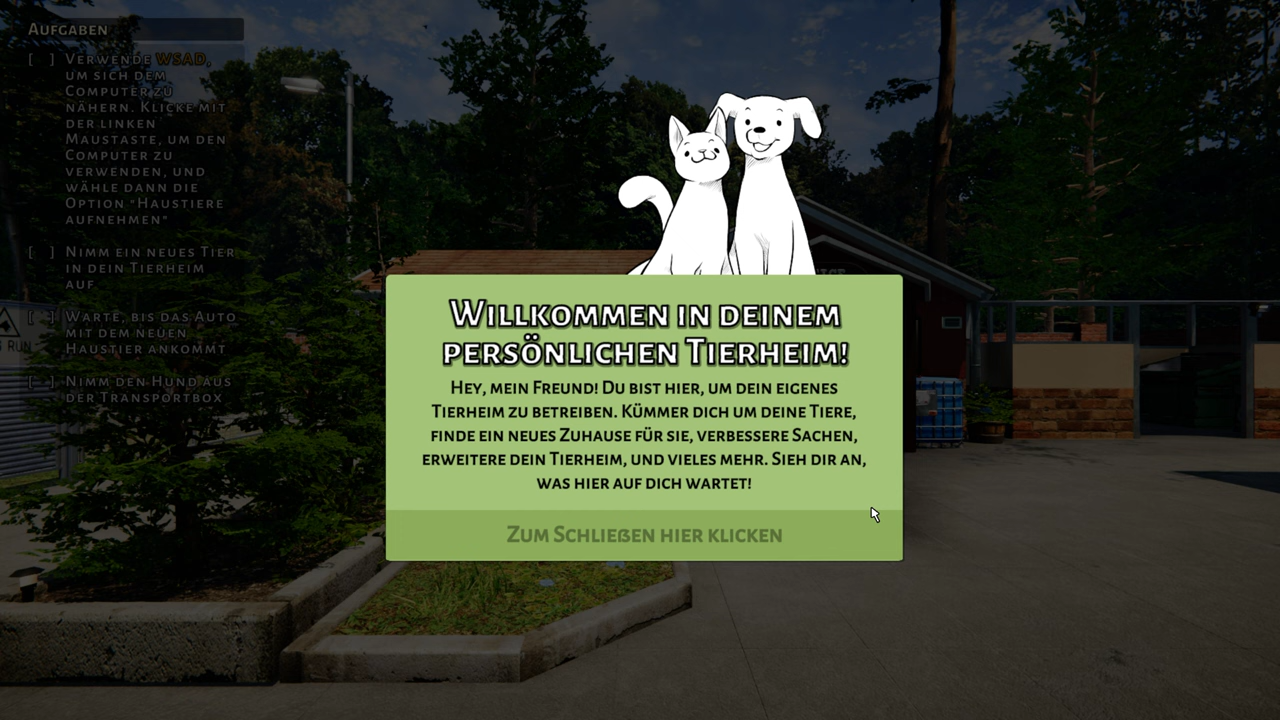 Aufgaben
[ ] Verwende WSAD,
um sich dem
Computer zu
nähern. Klicke mit
der linken
Maustaste, um den
Computer zu
verwenden, und
wähle dann die
Option "Haustiere
aufnehmen"
[ ] Nimm ein neues Tier
in dein Tierheim
auf
[ ] Warte, bis das Auto
mit dem neuen
Haustier ankommt
[ ] Nimm den Hund aus
der Transportbox
RUN
Willkommen in deinem
persönlichen Tierheim!
Hey, mein Freund! Du bist hier, um dein eigenes
Tierheim zu betreiben. Kümmer dich um deine Tiere,
finde ein neues Zuhause für sie, verbessere Sachen,
erweitere dein Tierheim, und vieles mehr. Sieh dir an,
was hier auf dich wartet!
Zum Schließen hier klicken